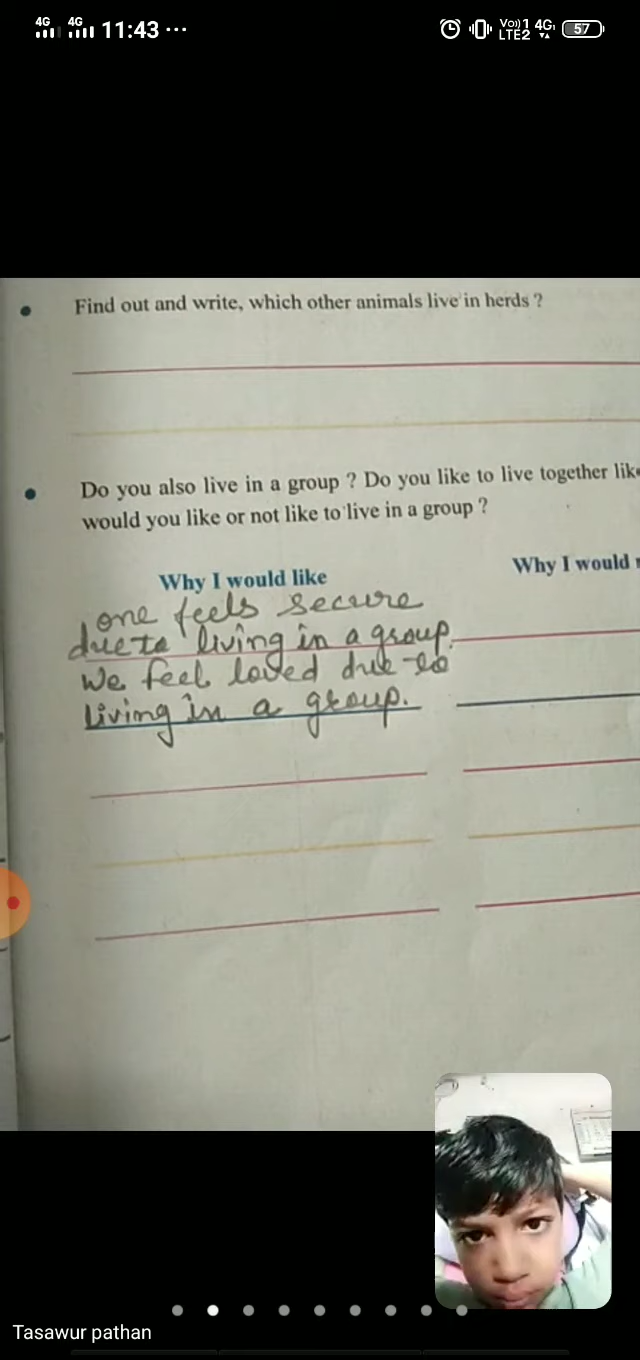 4G 4G 11:43 ... Vo)) 1 4G LTE2 57
Find out and write, which other animals live in herds ?
Do you also live in a group ? Do you like to live together lik
would you like or not like to live in a group ?
Why I would like Why I would
one feels secure
due to living in a group.
We feel loved due to
living in a group.
Tasawur pathan